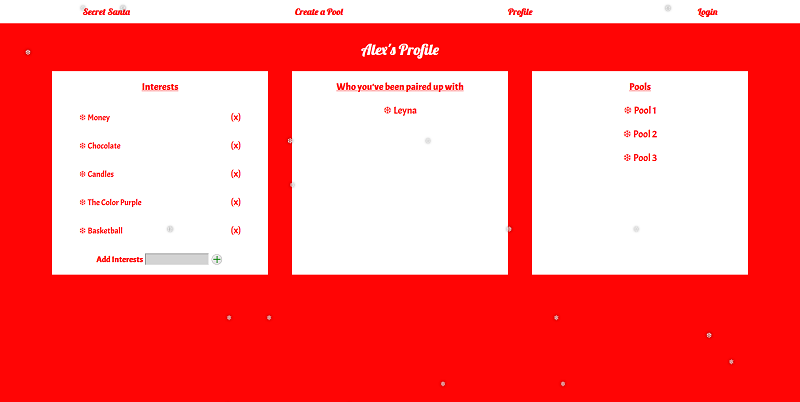 Secret Santa Create a Pool Profile Login
Alex's Profile
Interests
Money (x)
Chocolate (x)
Candles (x)
The Color Purple (x)
Basketball (x)
Add Interests
Who you've been paired up with
Leyna
Pools
Pool 1
Pool 2
Pool 3